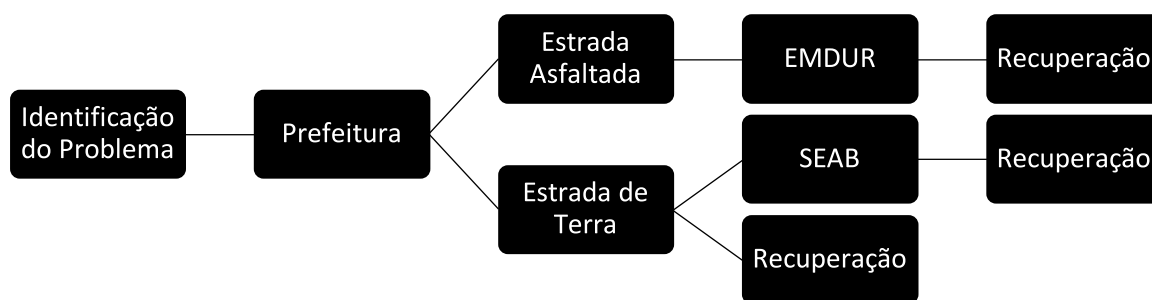 Identificação
do Problema
Prefeitura
Estrada
Asfaltada
EMDUR
Recuperação
Estrada de
Terra
SEAB
Recuperação
Recuperação